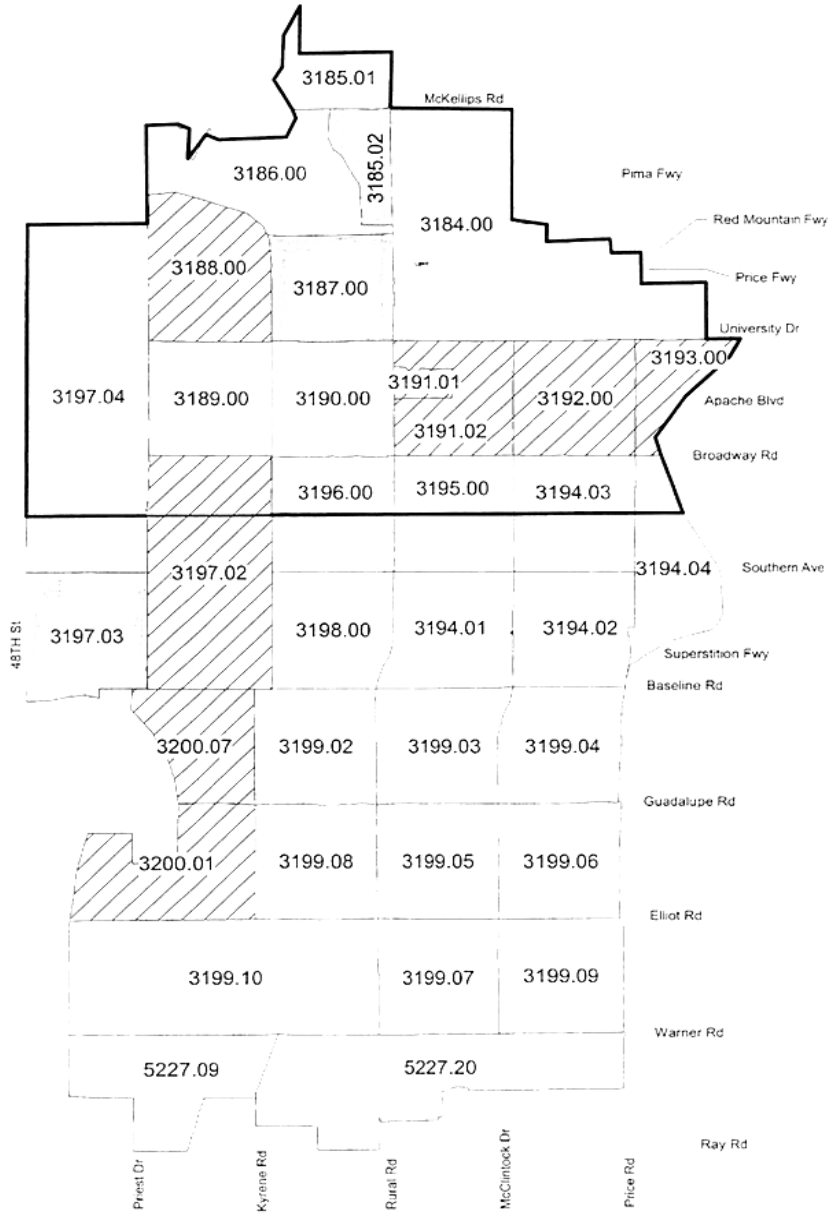 3185.01
McKellips Rd
3185.02
3186.00
Pima Fwy
3184.00
Red Mountain Fwy
3188.00
Price Fwy
3187.00
University Dr
3193.00
3191.01
3197.04
3189.00
3190.00
3192.00
Apache Blvd
3191.02
Broadway Rd
3196.00
3195.00
3194.03
3197.02
3194.04
Southern Ave
48TH St
3197.03
3198.00
3194.01
3194.02
Superstition Fwy
Baseline Rd
3200.07
3199.02
3199.03
3199.04
Guadalupe Rd
3200.01
3199.08
3199.05
3199.06
Elliot Rd
3199.10
3199.07
3199.09
Warner Rd
5227.09
5227.20
Ray Rd
Priest Dr
Kyrene Rd
Rural Rd
McClintock Dr
Price Rd